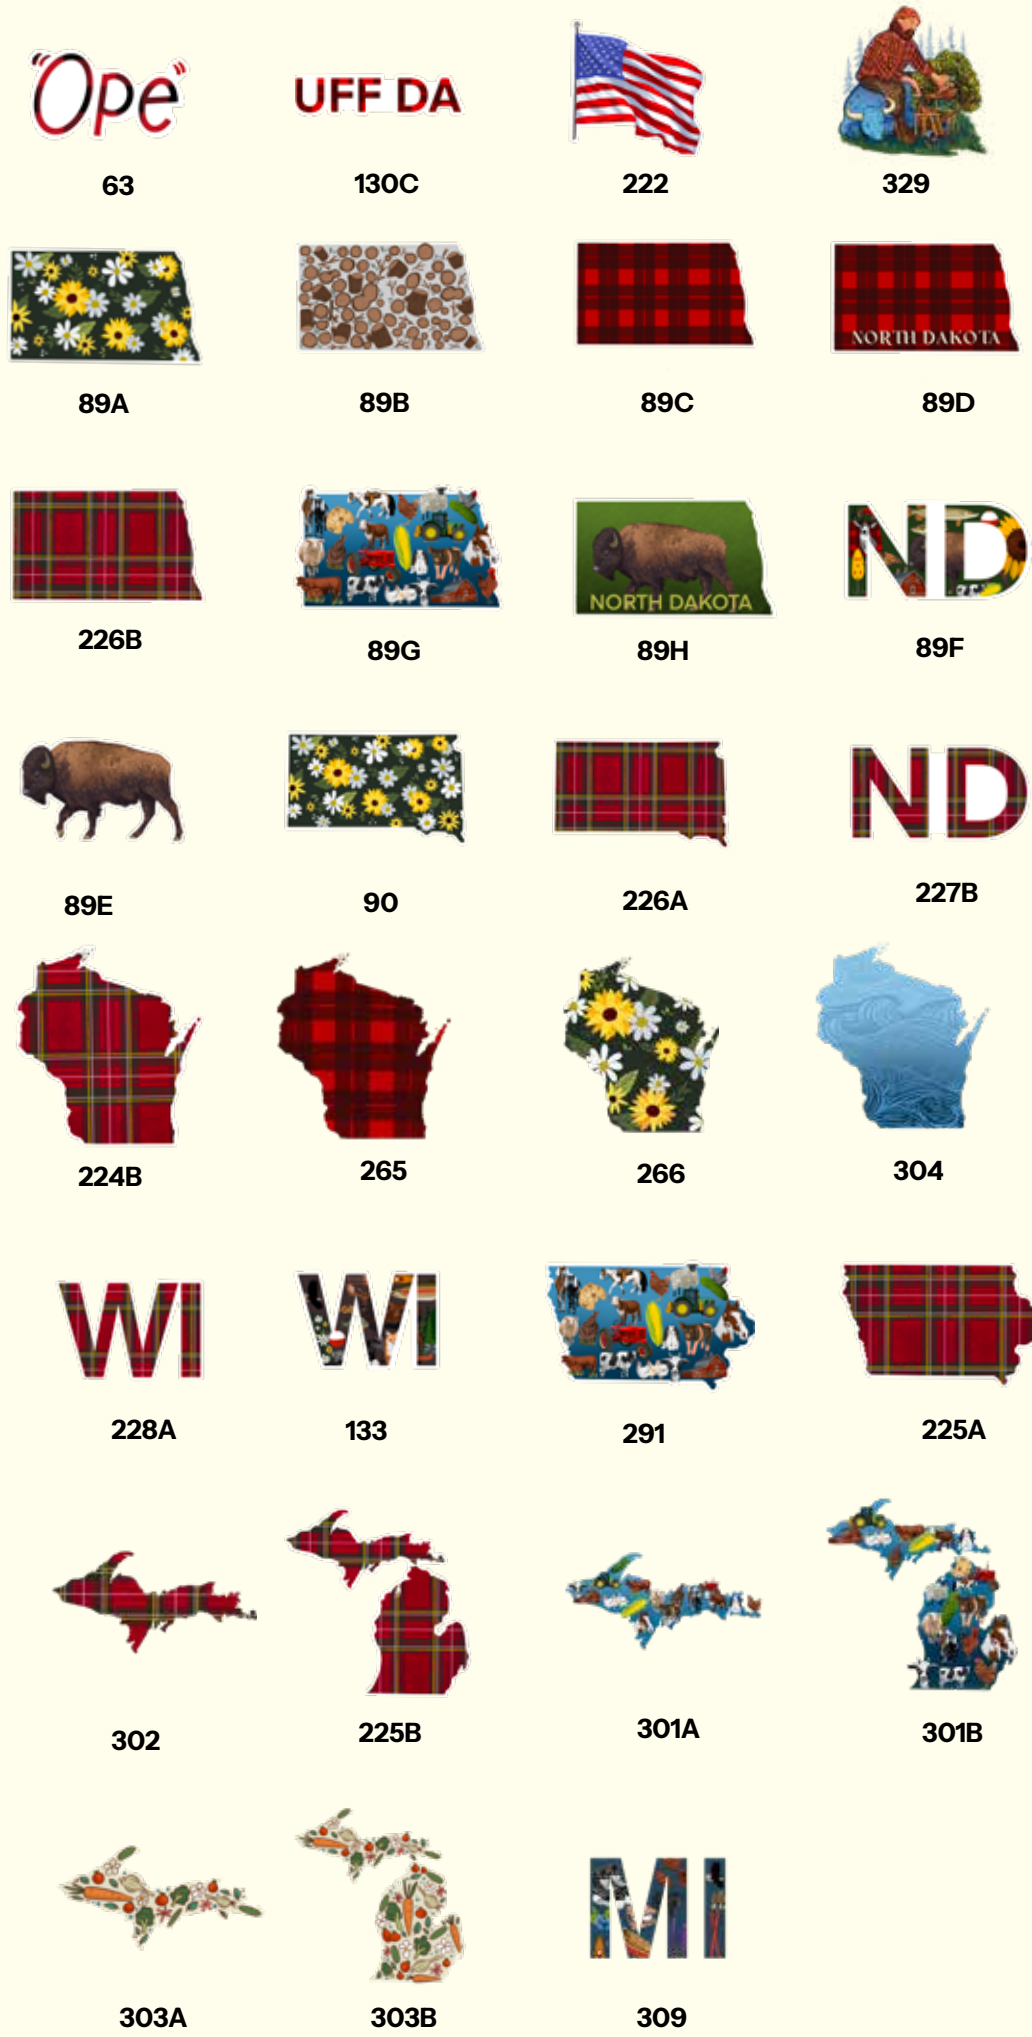 Ope
UFF DA
63
130C
222
329
NORTH DAKOTA
89A
89B
89C
89D
NORTH DAKOTA
ND
226B
89G
89H
89F
ND
89E
90
226A
227B
224B
265
266
304
WI
WI
228A
133
291
225A
302
225B
301A
301B
MI
303A
303B
309